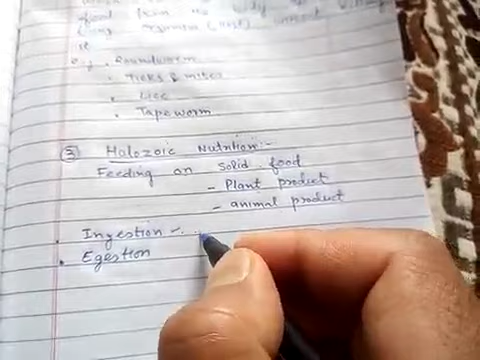 food from the body of
it
e.g. Roundworm
• Ticks & mites
• Lice
• Tapeworm
③ Holozoic Nutrition:-
Feeding on solid food
- Plant product
- animal product
• Ingestion -
• Egestion